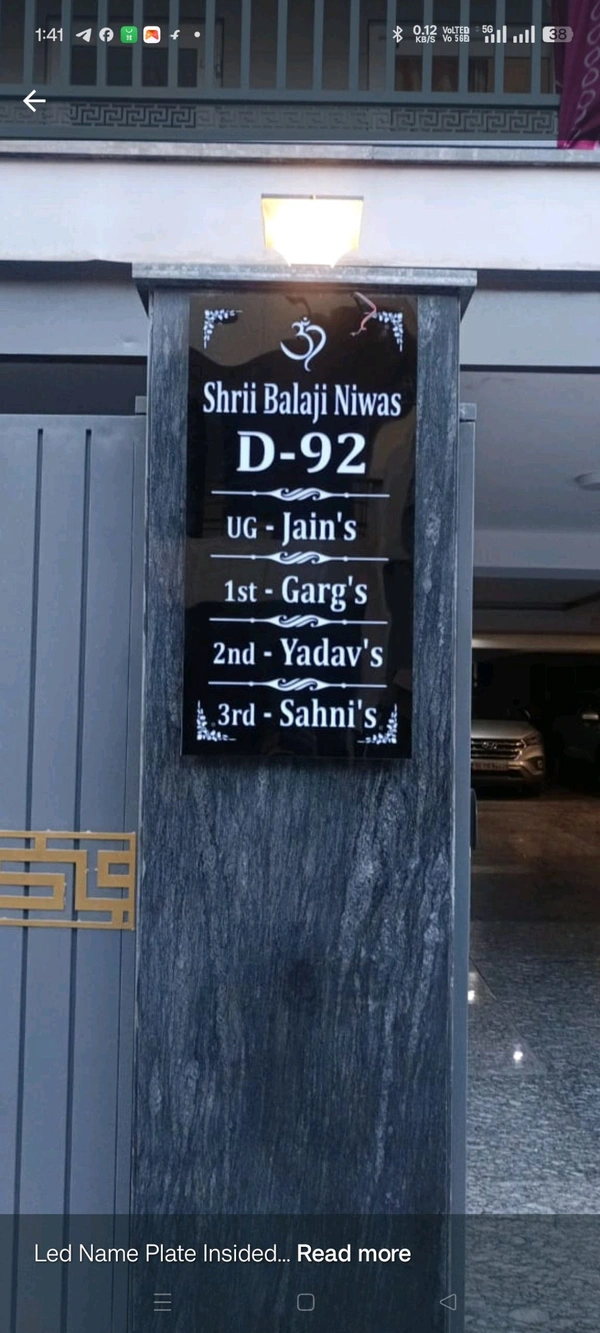 1:41
0.12
KB/S
VoLTED
5G
38
ॐ
Shrii Balaji Niwas
D-92
UG - Jain's
1st - Garg's
2nd - Yadav's
3rd - Sahni's
Led Name Plate Insided... Read more